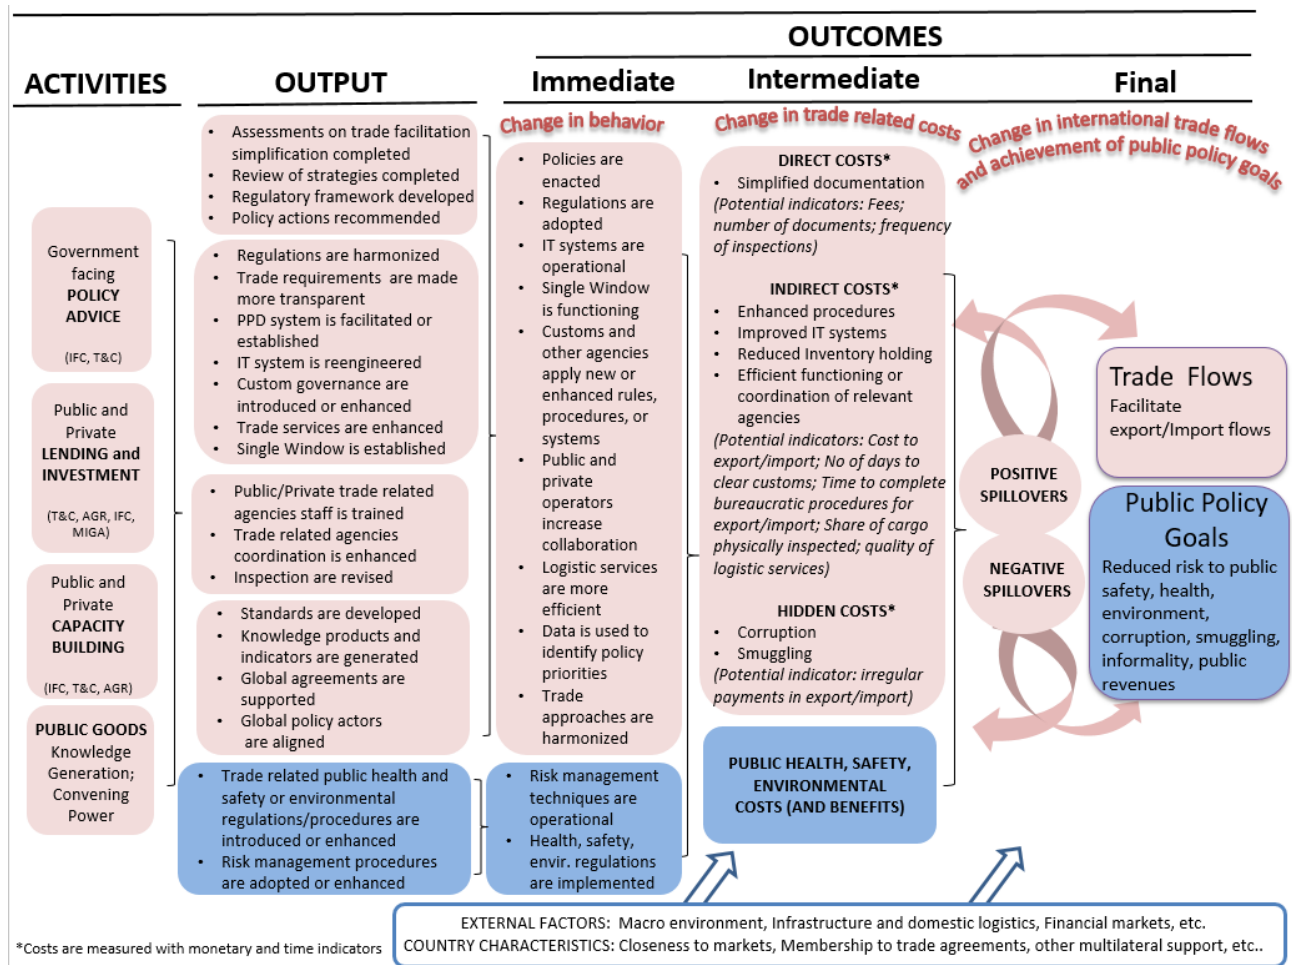 OUTCOMES
ACTIVITIES
OUTPUT
Immediate
Intermediate
Final
Change in behavior
Change in trade related costs
Change in international trade flows
and achievement of public policy goals
Government
facing
POLICY
ADVICE
(IFC, T&C)
Public and
Private
LENDING and
INVESTMENT
(T&C, AGR, IFC,
MIGA)
Public and
Private
CAPACITY
BUILDING
(IFC, T&C, AGR)
PUBLIC GOODS
Knowledge
Generation;
Convening
Power
• Assessments on trade facilitation
simplification completed
• Review of strategies completed
• Regulatory framework developed
• Policy actions recommended
• Regulations are harmonized
• Trade requirements are made
more transparent
• PPD system is facilitated or
established
• IT system is reengineered
• Custom governance are
introduced or enhanced
• Trade services are enhanced
• Single Window is established
• Public/Private trade related
agencies staff is trained
• Trade related agencies
coordination is enhanced
• Inspection are revised
• Standards are developed
• Knowledge products and
indicators are generated
• Global agreements are
supported
• Global policy actors
are aligned
• Trade related public health and
safety or environmental
regulations/procedures are
introduced or enhanced
• Risk management procedures
are adopted or enhanced
• Policies are
enacted
• Regulations are
adopted
• IT systems are
operational
• Single Window
is functioning
• Customs and
other agencies
apply new or
enhanced rules,
procedures, or
systems
• Public and
private
operators
increase
collaboration
• Logistic services
are more
efficient
• Data is used to
identify policy
priorities
• Trade
approaches are
harmonized
• Risk management
techniques are
operational
• Health, safety,
envir. regulations
are implemented
DIRECT COSTS*
• Simplified documentation
(Potential indicators: Fees;
number of documents; frequency
of inspections)
INDIRECT COSTS*
• Enhanced procedures
• Improved IT systems
• Reduced Inventory holding
• Efficient functioning or
coordination of relevant
agencies
(Potential indicators: Cost to
export/import; No of days to
clear customs; Time to complete
bureaucratic procedures for
export/import; Share of cargo
physically inspected; quality of
logistic services)
HIDDEN COSTS*
• Corruption
• Smuggling
(Potential indicator: irregular
payments in export/import)
PUBLIC HEALTH, SAFETY,
ENVIRONMENTAL
COSTS (AND BENEFITS)
POSITIVE
SPILLOVERS
NEGATIVE
SPILLOVERS
Trade Flows
Facilitate
export/Import flows
Public Policy
Goals
Reduced risk to public
safety, health,
environment,
corruption, smuggling,
informality, public
revenues
EXTERNAL FACTORS: Macro environment, Infrastructure and domestic logistics, Financial markets, etc.
COUNTRY CHARACTERISTICS: Closeness to markets, Membership to trade agreements, other multilateral support, etc..
*Costs are measured with monetary and time indicators